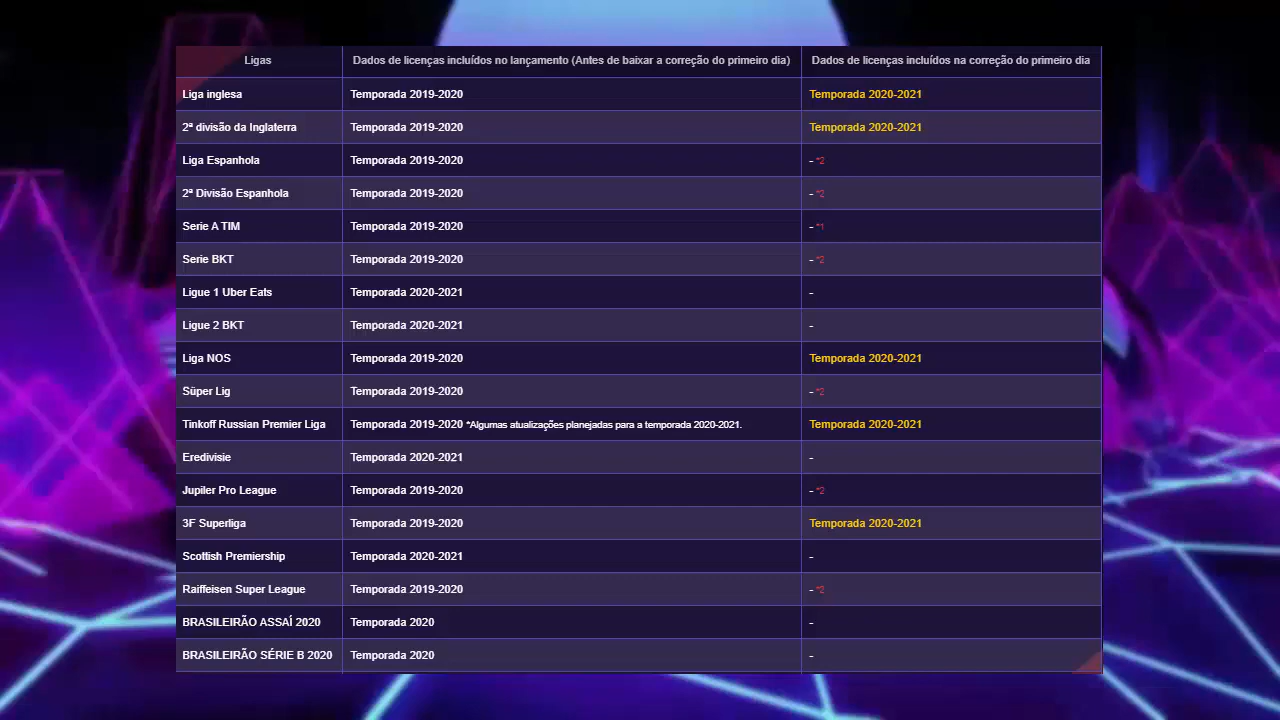 Ligas Dados de licenças incluídos no lançamento (Antes de baixar a correção do primeiro dia) Dados de licenças incluídos na correção do primeiro dia
Liga inglesa Temporada 2019-2020 Temporada 2020-2021
2ª divisão da Inglaterra Temporada 2019-2020 Temporada 2020-2021
Liga Espanhola Temporada 2019-2020 - *2
2ª Divisão Espanhola Temporada 2019-2020 - *2
Serie A TIM Temporada 2019-2020 - *1
Serie BKT Temporada 2019-2020 - *2
Ligue 1 Uber Eats Temporada 2020-2021 -
Ligue 2 BKT Temporada 2020-2021 -
Liga NOS Temporada 2019-2020 Temporada 2020-2021
Süper Lig Temporada 2019-2020 - *2
Tinkoff Russian Premier Liga Temporada 2019-2020 *Algumas atualizações planejadas para a temporada 2020-2021. Temporada 2020-2021
Eredivisie Temporada 2020-2021 -
Jupiler Pro League Temporada 2019-2020 - *2
3F Superliga Temporada 2019-2020 Temporada 2020-2021
Scottish Premiership Temporada 2020-2021 -
Raiffeisen Super League Temporada 2019-2020 - *2
BRASILEIRÃO ASSAÍ 2020 Temporada 2020 -
BRASILEIRÃO SÉRIE B 2020 Temporada 2020 -